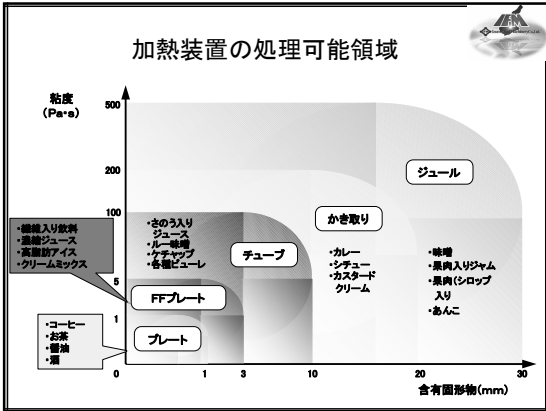 加熱装置の処理可能領域
粘度
(Pa・s)
500
200
100
5
1
0
1
3
10
20
30
含有固形物(mm)
ジュール
かき取り
チューブ
FFプレート
プレート
・繊維入り飲料
・濃縮ジュース
・高脂肪アイス
・クリームミックス
・コーヒー
・お茶
・醤油
・酒
・さのう入り
ジュース
・ルー味噌
・ケチャップ
・各種ピューレ
・カレー
・シチュー
・カスタード
クリーム
・味噌
・果肉入りジャム
・果肉(シロップ
入り
・あんこ